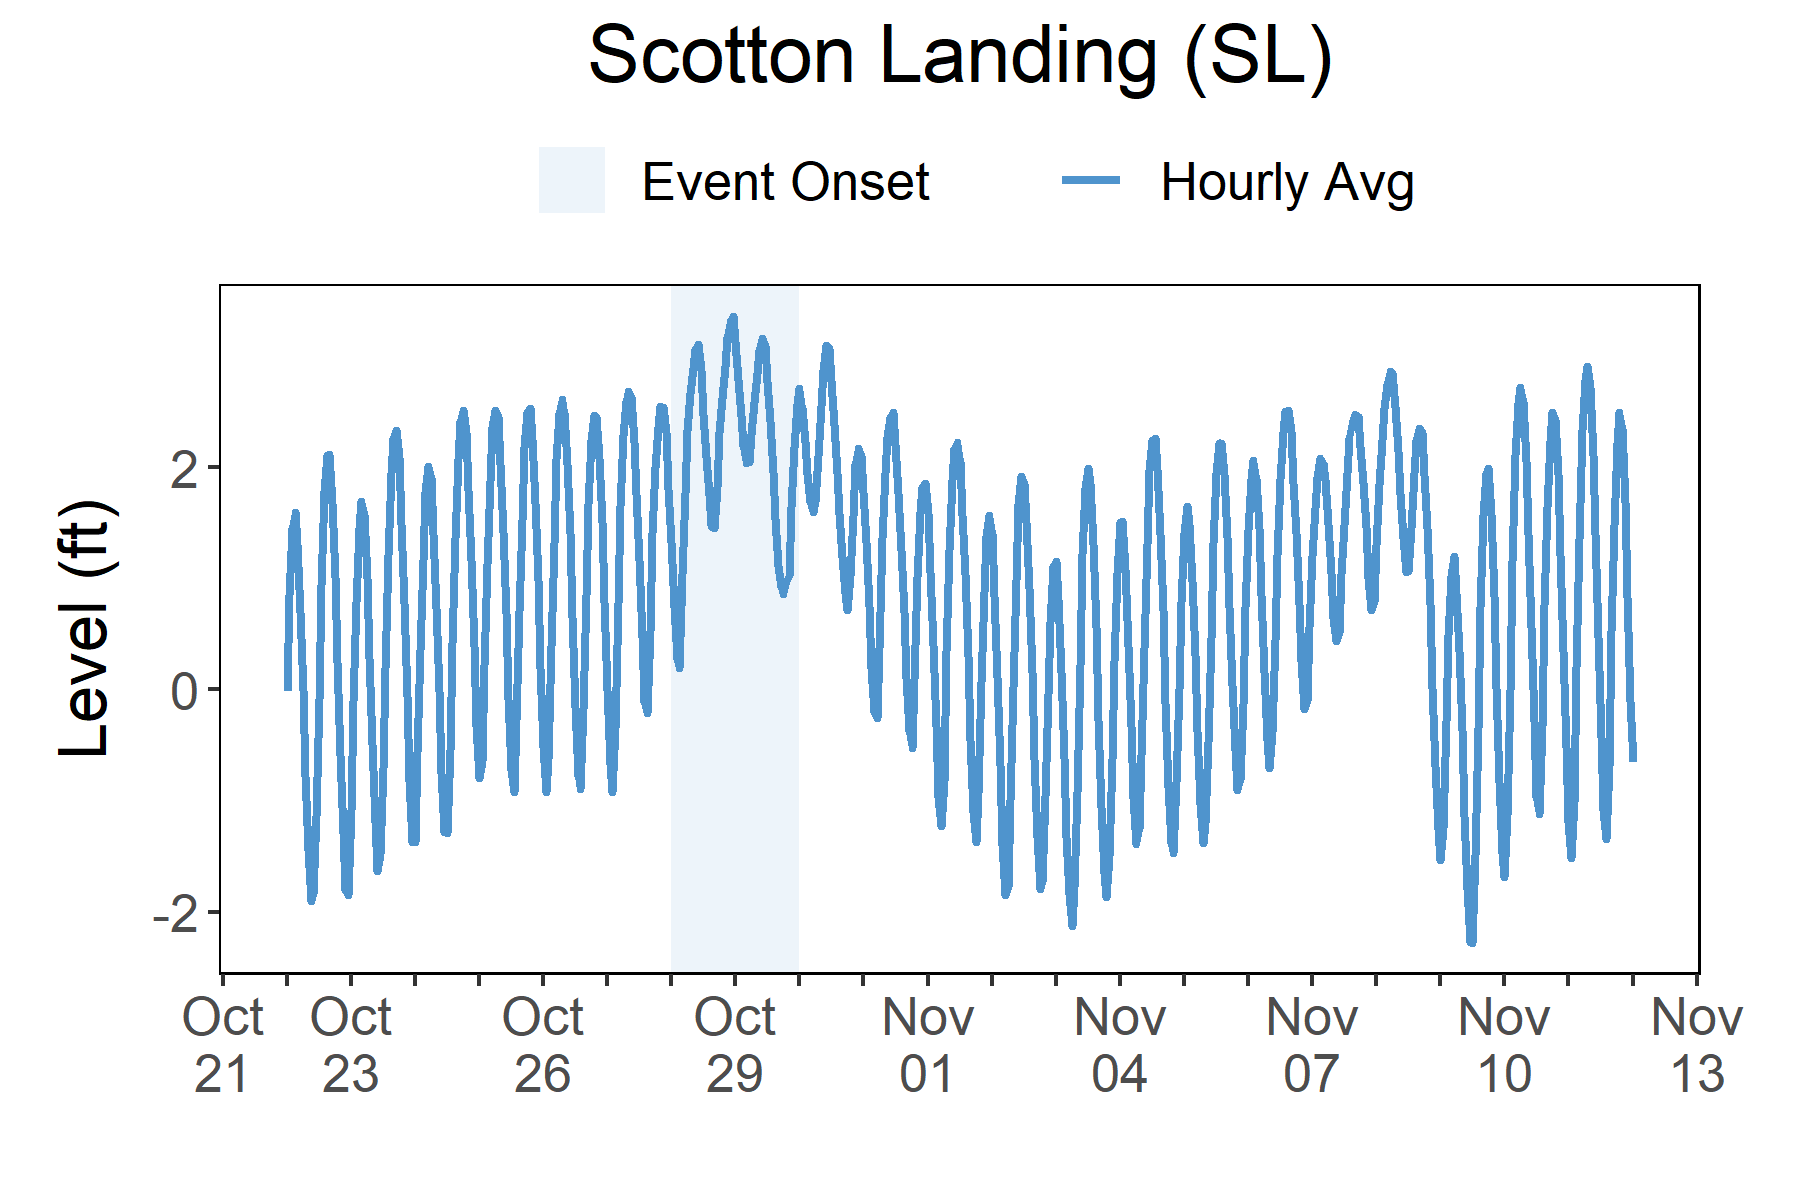 Scotton Landing (SL)
Event Onset Hourly Avg
Level (ft)
2
0
-2
Oct Oct Oct Oct Nov Nov Nov Nov Nov
21 23 26 29 01 04 07 10 13